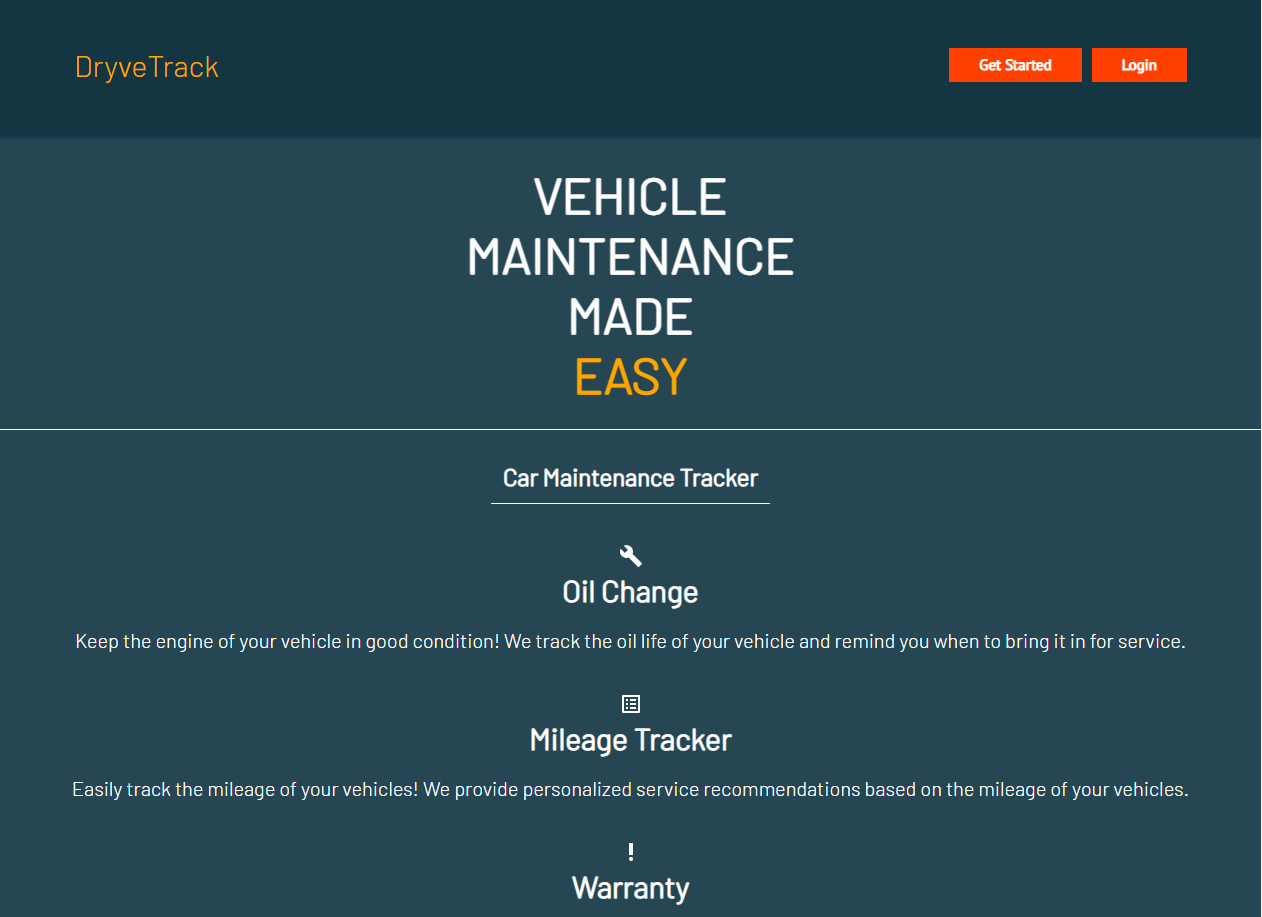 DryveTrack
Get Started
Login
VEHICLE
MAINTENANCE
MADE
EASY
Car Maintenance Tracker
Oil Change
Keep the engine of your vehicle in good condition! We track the oil life of your vehicle and remind you when to bring it in for service.
Mileage Tracker
Easily track the mileage of your vehicles! We provide personalized service recommendations based on the mileage of your vehicles.
Warranty